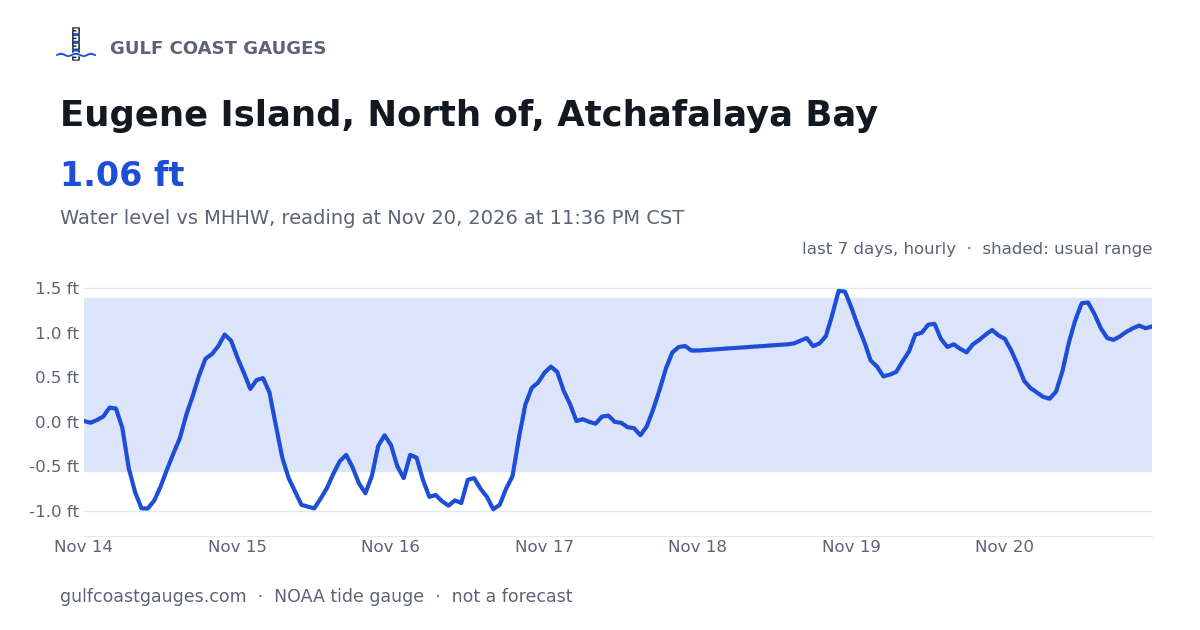 GULF COAST GAUGES
Eugene Island, North of, Atchafalaya Bay
1.06 ft
Water level vs MHHW, reading at Nov 20, 2026 at 11:36 PM CST
last 7 days, hourly · shaded: usual range
1.5 ft
1.0 ft
0.5 ft
0.0 ft
-0.5 ft
-1.0 ft
Nov 14 Nov 15 Nov 16 Nov 17 Nov 18 Nov 19 Nov 20
gulfcoastgauges.com · NOAA tide gauge · not a forecast